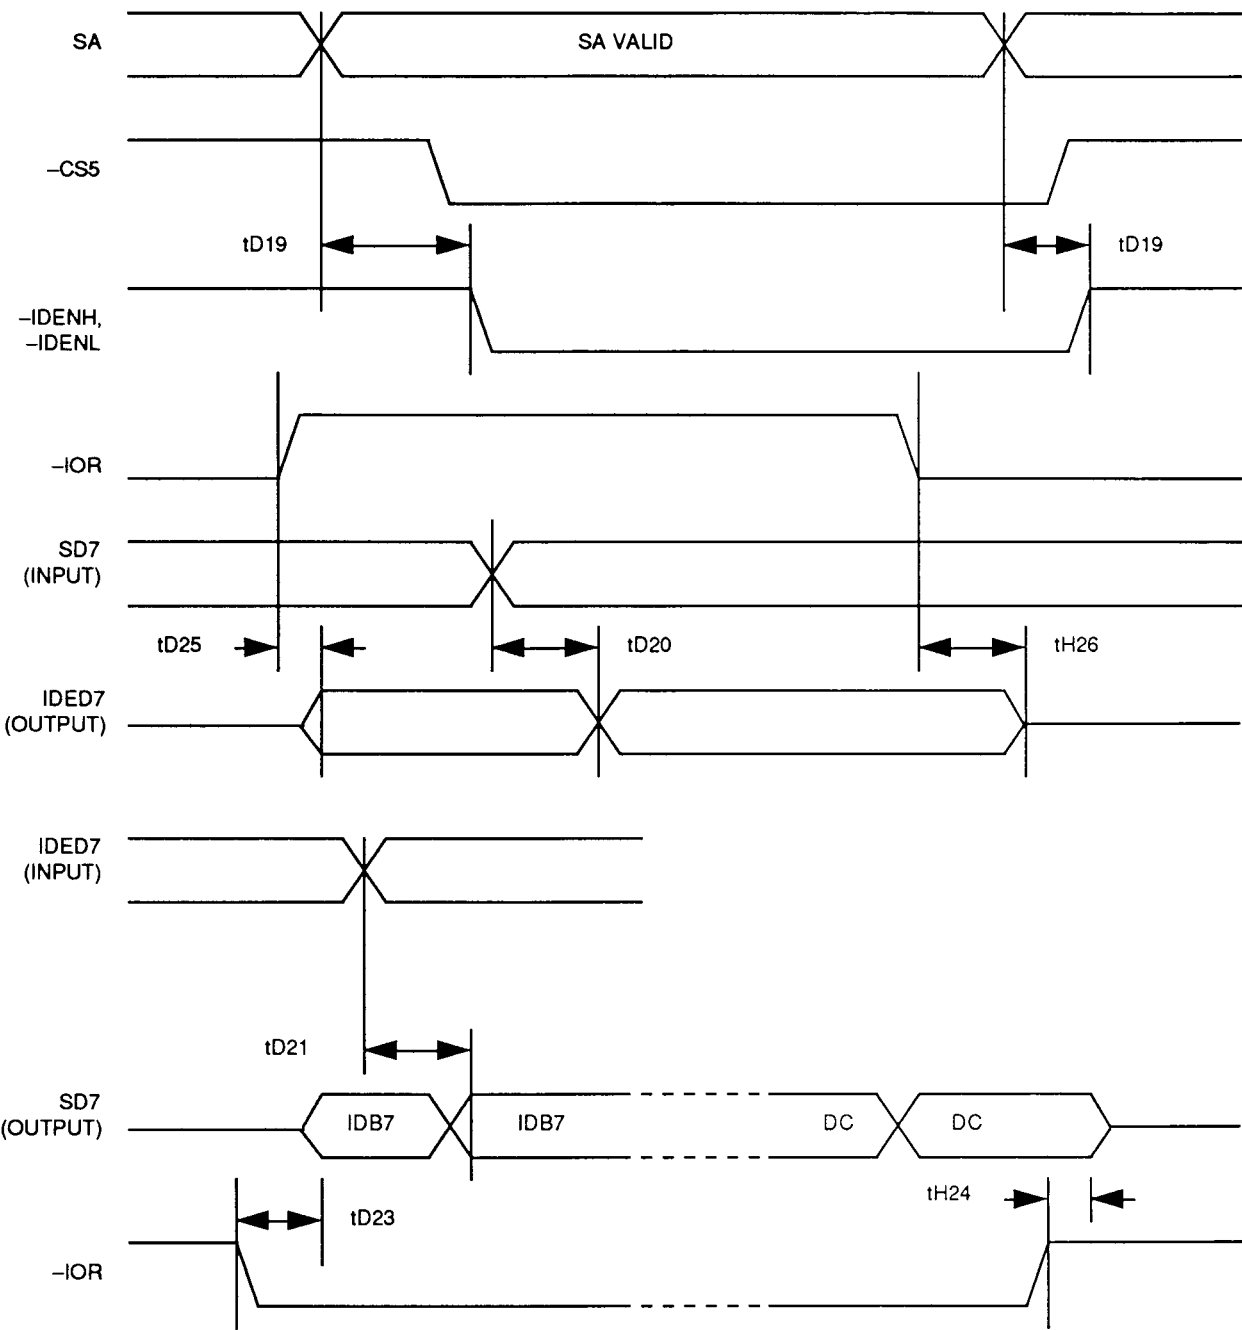 SA
SA VALID
–CS5
tD19
tD19
–IDENH,
–IDENL
–IOR
SD7
(INPUT)
tD25
tD20
tH26
IDED7
(OUTPUT)
IDED7
(INPUT)
tD21
SD7
(OUTPUT)
IDB7
IDB7
DC
DC
tH24
tD23
–IOR